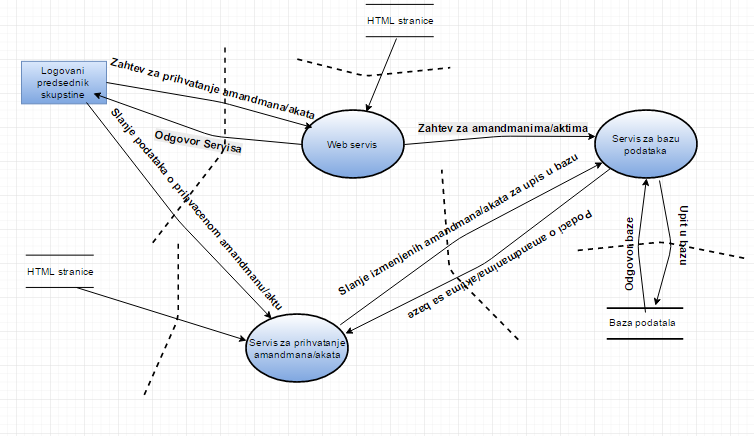 HTML stranice
Logovani
predsednik
skupstine
Zahtev za prihvatanje amandmana/akata
Odgovor Servisa
Web servis
Zahtev za amandmanima/aktima
Servis za bazu
podataka
Slanje podataka o prihvacenom amandmanu/aktu
Slanje izmenjenih amandmana/akata za upis u bazu
Podaci o amandmanima/aktima sa baze
Odgovor baze
Upit u bazu
HTML stranice
Servis za prihvatanje
amandmana/akata
Baza podatala